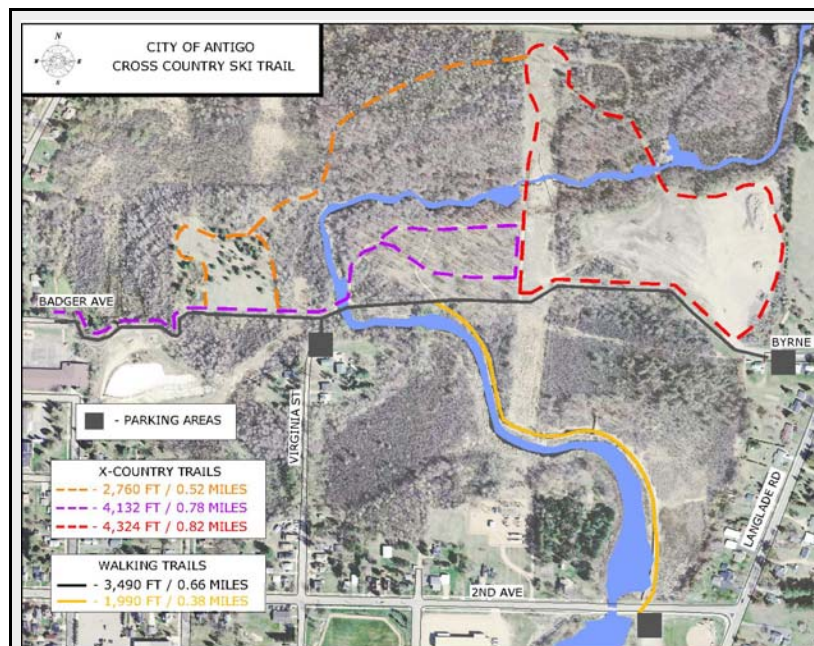 N
CITY OF ANTIGO
CROSS COUNTRY SKI TRAIL
BADGER AVE
BYRNE
VIRGINIA ST
- PARKING AREAS
LANGLADE RD
X-COUNTRY TRAILS
- 2,760 FT / 0.52 MILES
- 4,132 FT / 0.78 MILES
- 4,324 FT / 0.82 MILES
WALKING TRAILS
- 3,490 FT / 0.66 MILES
- 1,990 FT / 0.38 MILES
2ND AVE